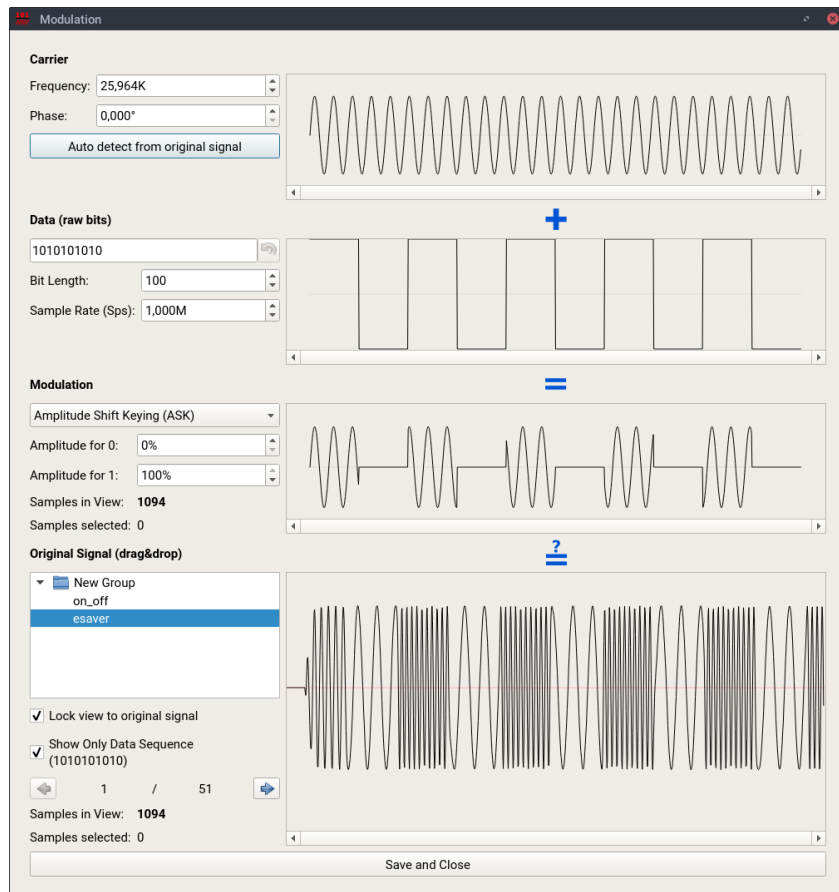 101
Modulation
Carrier
Frequency: 25,964K
Phase: 0,000°
Auto detect from original signal
+
Data (raw bits)
1010101010
Bit Length: 100
Sample Rate (Sps): 1,000M
=
Modulation
Amplitude Shift Keying (ASK)
Amplitude for 0: 0%
Amplitude for 1: 100%
Samples in View: 1094
Samples selected: 0
?
=
Original Signal (drag&drop)
New Group
on_off
esaver
Lock view to original signal
Show Only Data Sequence
(1010101010)
1 / 51
Samples in View: 1094
Samples selected: 0
Save and Close